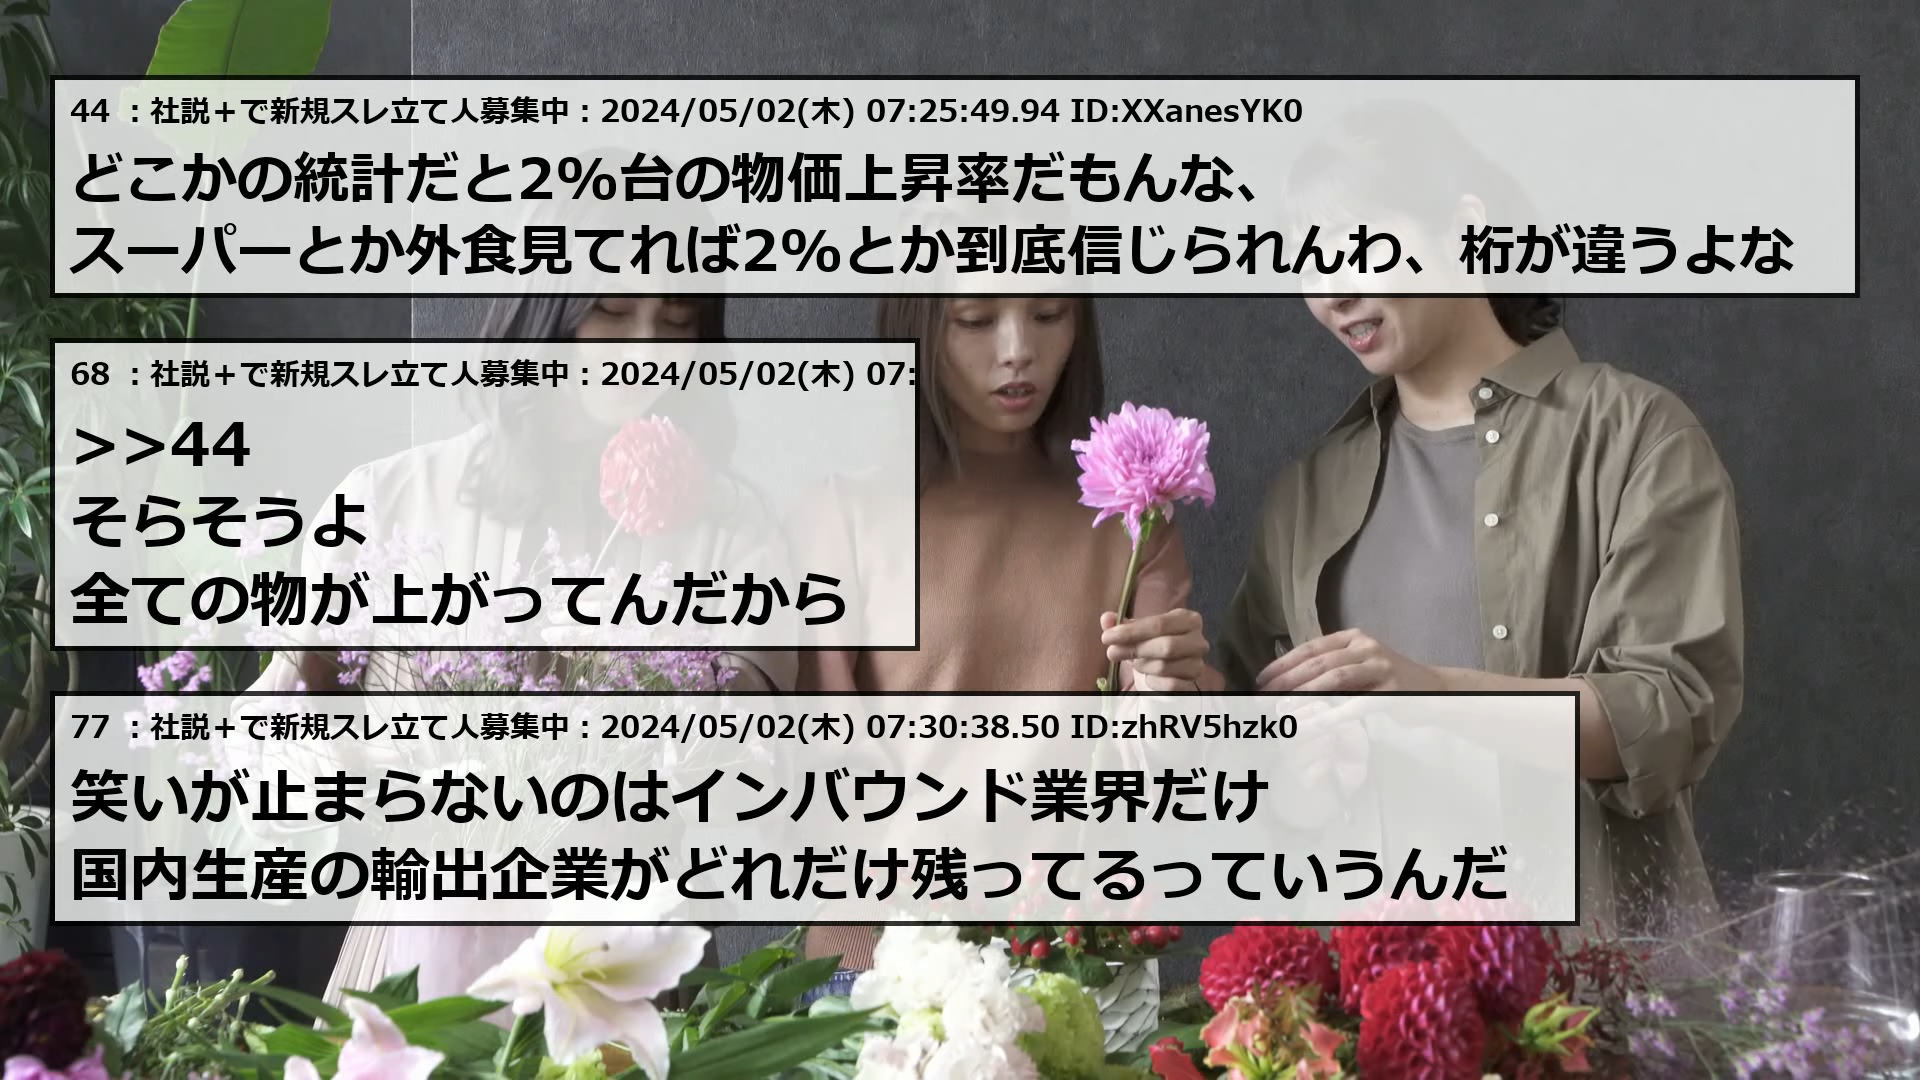 44 ：社説＋で新規スレ立て人募集中：2024/05/02(木) 07:25:49.94 ID:XXanesYK0
どこかの統計だと2%台の物価上昇率だもんな、
スーパーとか外食見てれば2%とか到底信じられんわ、桁が違うよな
68 ：社説＋で新規スレ立て人募集中：2024/05/02(木) 07:
>>44
そらそうよ
全ての物が上がってんだから
77 ：社説＋で新規スレ立て人募集中：2024/05/02(木) 07:30:38.50 ID:zhRV5hzk0
笑いが止まらないのはインバウンド業界だけ
国内生産の輸出企業がどれだけ残ってるっていうんだ